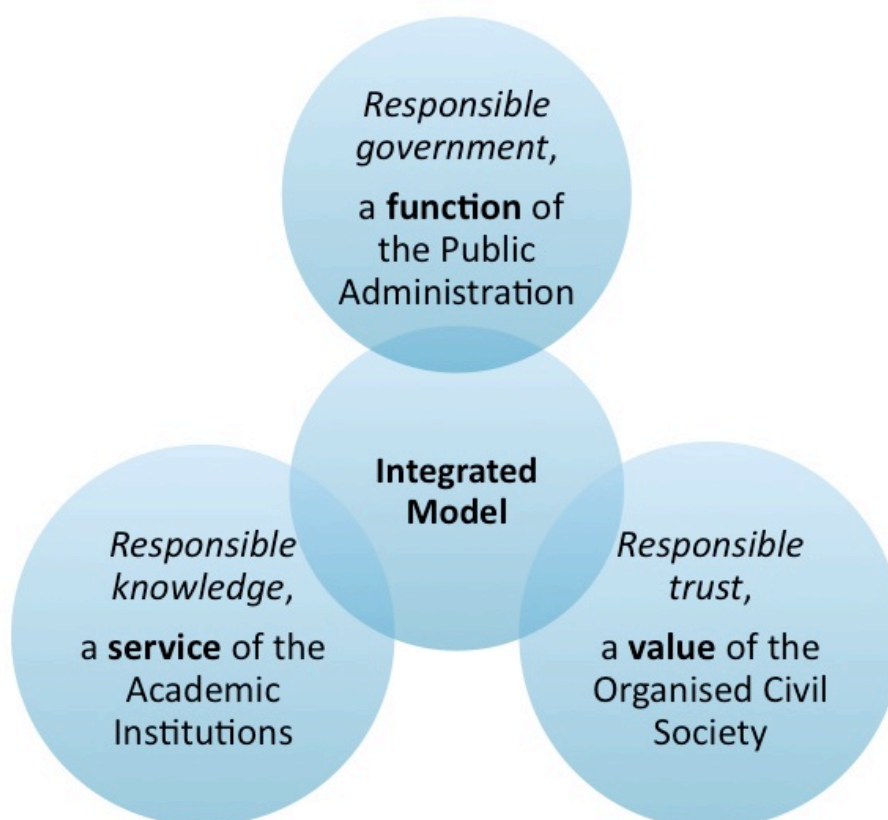 Responsible
government,
a function of
the Public
Administration
Integrated
Model
Responsible
knowledge,
a service of the
Academic
Institutions
Responsible
trust,
a value of the
Organised Civil
Society